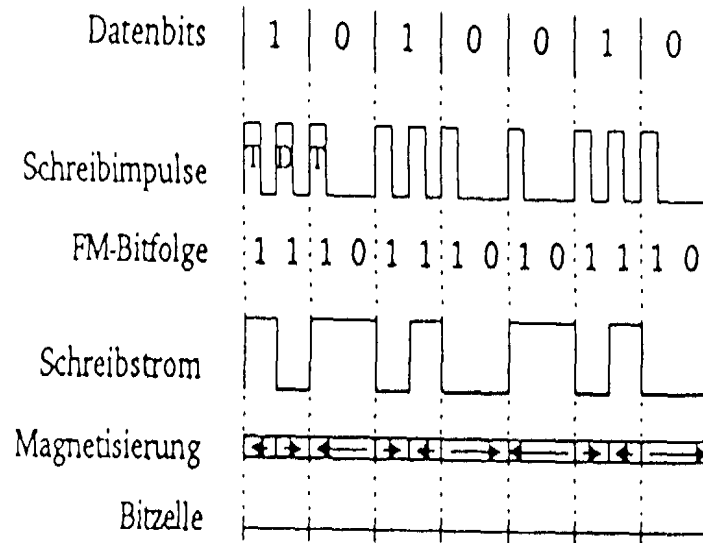 Datenbits 1 0 1 0 0 1 0
Schreibimpulse T D T
FM-Bitfolge 1 1 1 0 1 1 1 0 1 0 1 1 1 0
Schreibstrom
Magnetisierung
Bitzelle